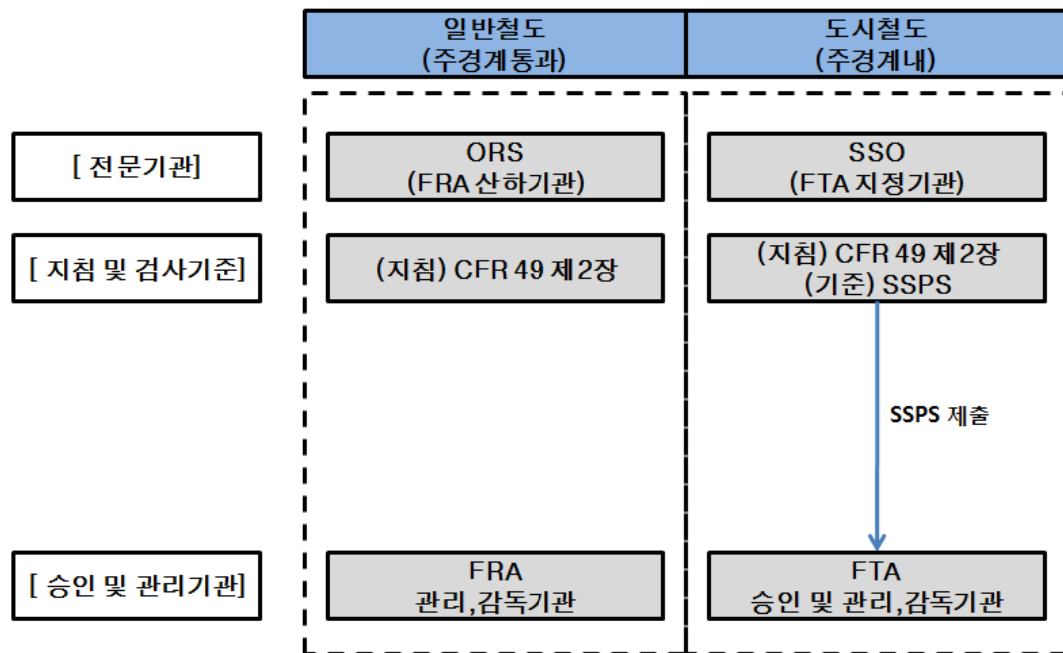 일반철도
(주경계통과)
도시철도
(주경계내)
[ 전문기관]
ORS
(FRA 산하기관)
SSO
(FTA 지정기관)
[ 지침 및 검사기준]
(지침) CFR 49 제2장
(지침) CFR 49 제2장
(기준) SSPS
SSPS 제출
[ 승인 및 관리기관]
FRA
관리,감독기관
FTA
승인 및 관리,감독기관